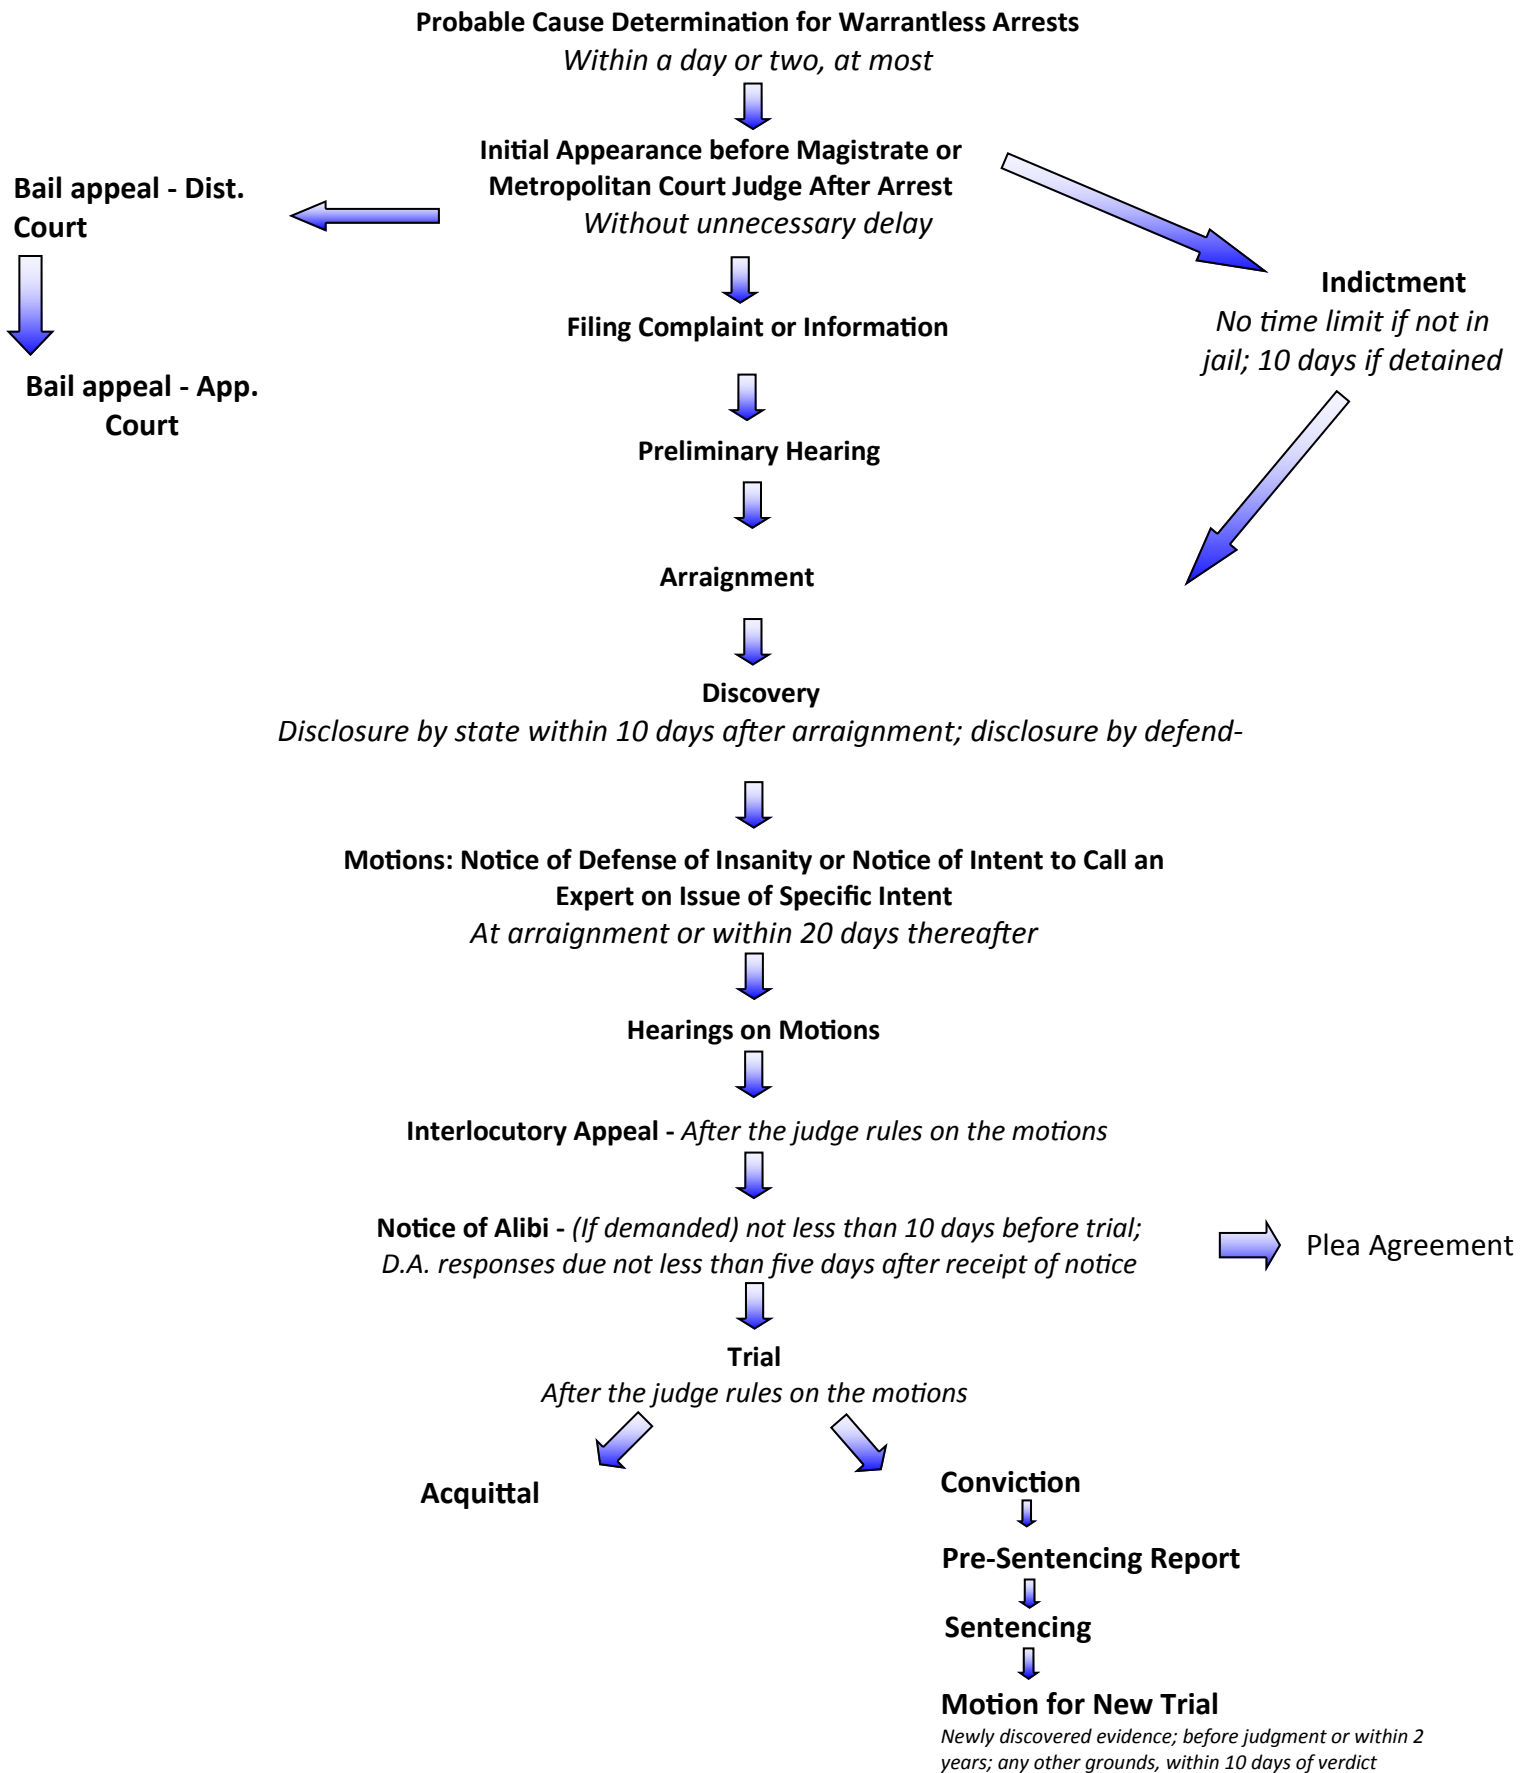 Probable Cause Determination for Warrantless Arrests
Within a day or two, at most
Initial Appearance before Magistrate or
Metropolitan Court Judge After Arrest
Without unnecessary delay
Bail appeal - Dist.
Court
Bail appeal - App.
Court
Indictment
No time limit if not in
jail; 10 days if detained
Filing Complaint or Information
Preliminary Hearing
Arraignment
Discovery
Disclosure by state within 10 days after arraignment; disclosure by defend-
Motions: Notice of Defense of Insanity or Notice of Intent to Call an
Expert on Issue of Specific Intent
At arraignment or within 20 days thereafter
Hearings on Motions
Interlocutory Appeal - After the judge rules on the motions
Notice of Alibi - (If demanded) not less than 10 days before trial;
D.A. responses due not less than five days after receipt of notice
Plea Agreement
Trial
After the judge rules on the motions
Acquittal
Conviction
Pre-Sentencing Report
Sentencing
Motion for New Trial
Newly discovered evidence; before judgment or within 2
years; any other grounds, within 10 days of verdict